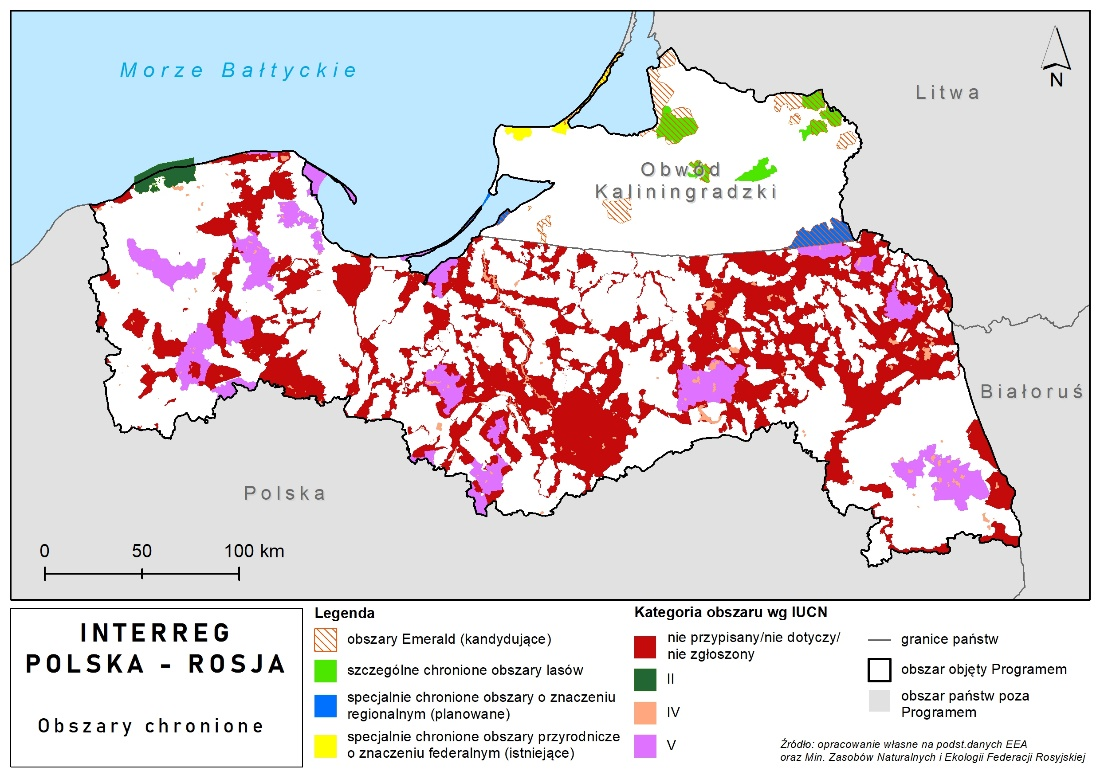 Morze Bałtyckie
N
Litwa
Obwód
Kaliningradzki
Białoruś
Polska
0 50 100 km
INTERREG
POLSKA - ROSJA
Obszary chronione
Legenda
obszary Emerald (kandydujące)
szczególne chronione obszary lasów
specjalnie chronione obszary o znaczeniu
regionalnym (planowane)
specjalnie chronione obszary przyrodnicze
o znaczeniu federalnym (istniejące)
Kategoria obszaru wg IUCN
nie przypisany/nie dotyczy/
nie zgłoszony
II
IV
V
granice państw
obszar objęty Programem
obszar państw poza
Programem
Źródło: opracowanie własne na podst.danych EEA
oraz Min. Zasobów Naturalnych i Ekologii Federacji Rosyjskiej